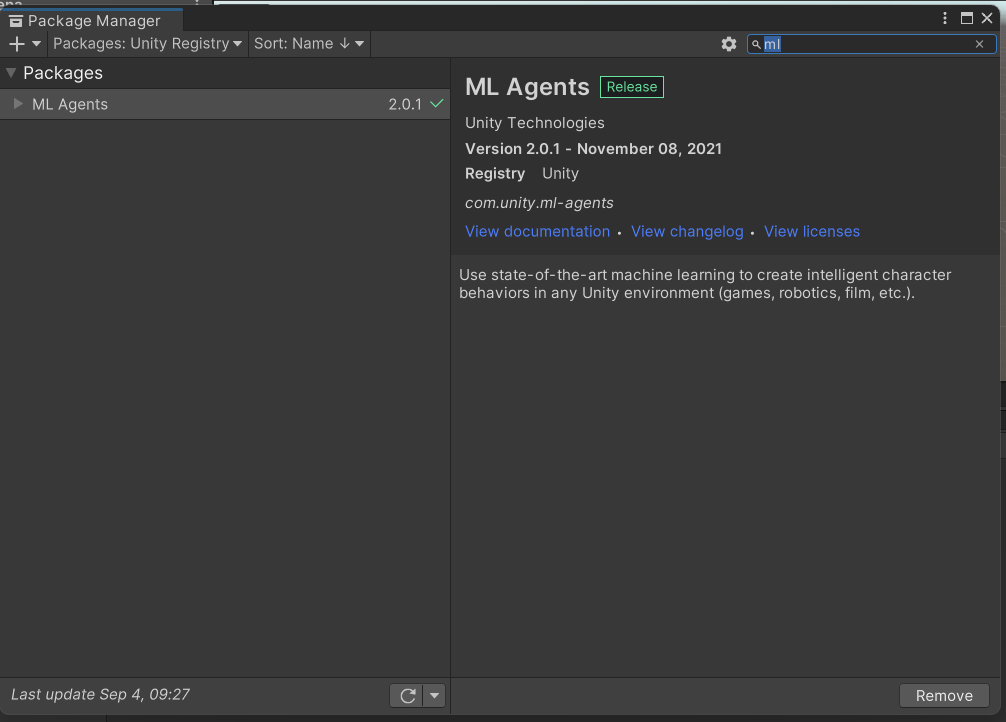 Package Manager
Packages: Unity Registry Sort: Name ↓ ml
Packages
ML Agents 2.0.1
ML Agents Release
Unity Technologies
Version 2.0.1 - November 08, 2021
Registry Unity
com.unity.ml-agents
View documentation • View changelog • View licenses
Use state-of-the-art machine learning to create intelligent character
behaviors in any Unity environment (games, robotics, film, etc.).
Last update Sep 4, 09:27
Remove